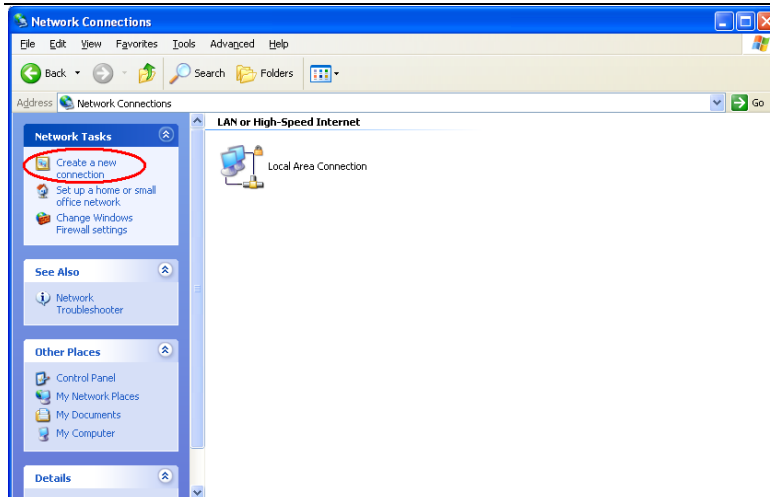 Network Connections
File Edit View Favorites Tools Advanced Help
Back Search Folders
Address Network Connections Go
Network Tasks
Create a new
connection
Set up a home or small
office network
Change Windows
Firewall settings
See Also
Network
Troubleshooter
Other Places
Control Panel
My Network Places
My Documents
My Computer
Details
LAN or High-Speed Internet
Local Area Connection